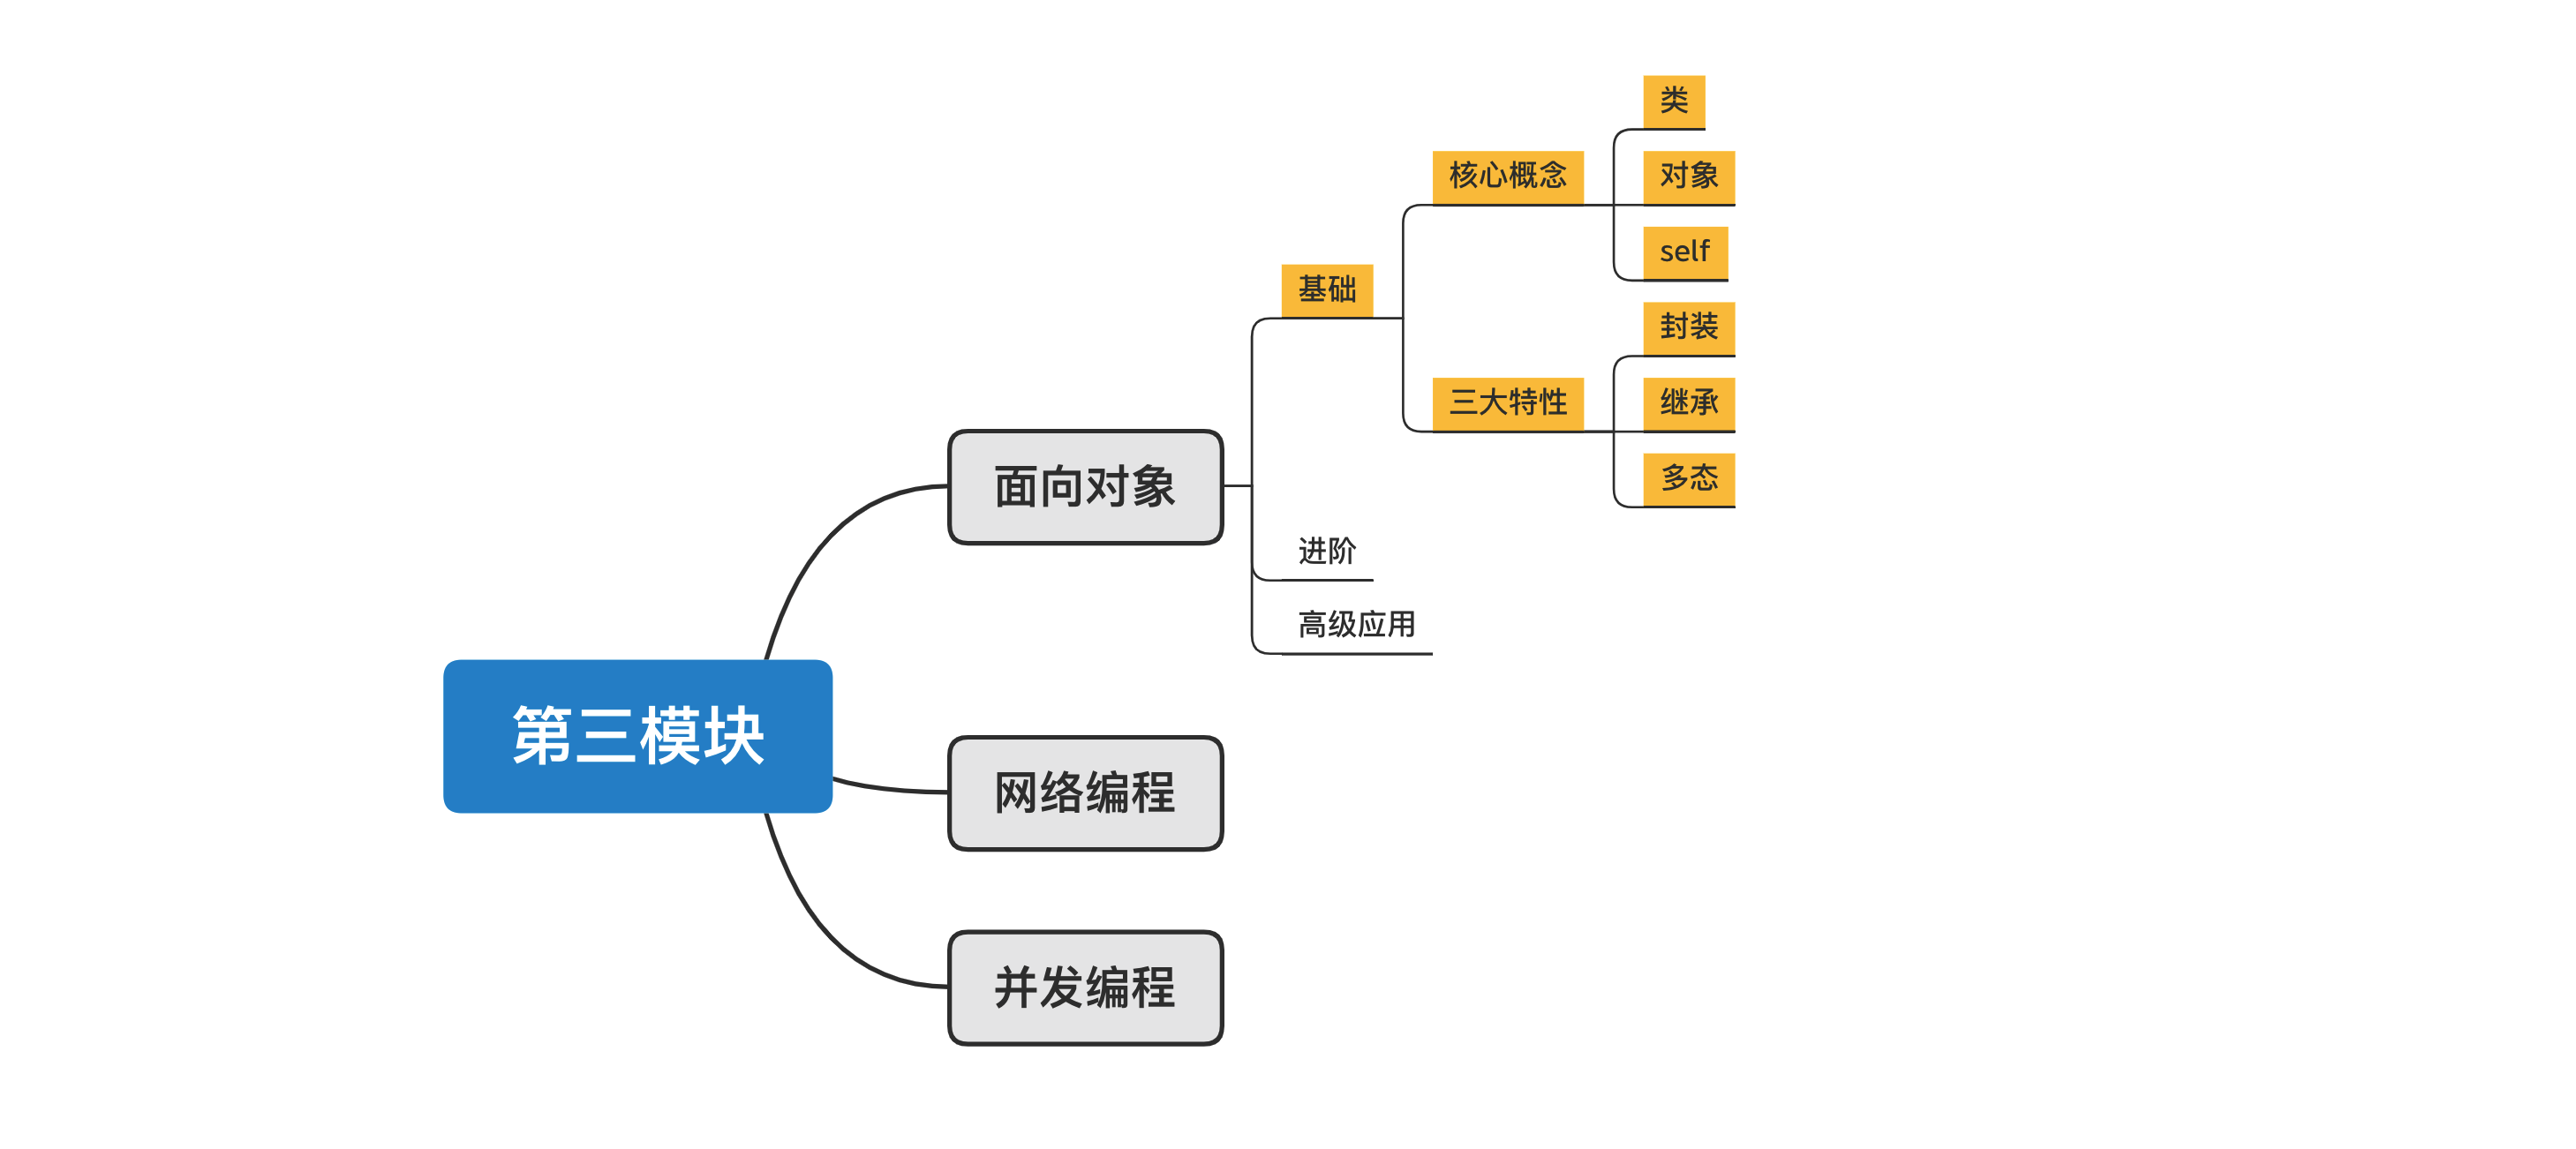 第三模块
面向对象
基础
核心概念
类
对象
self
三大特性
封装
继承
多态
进阶
高级应用
网络编程
并发编程